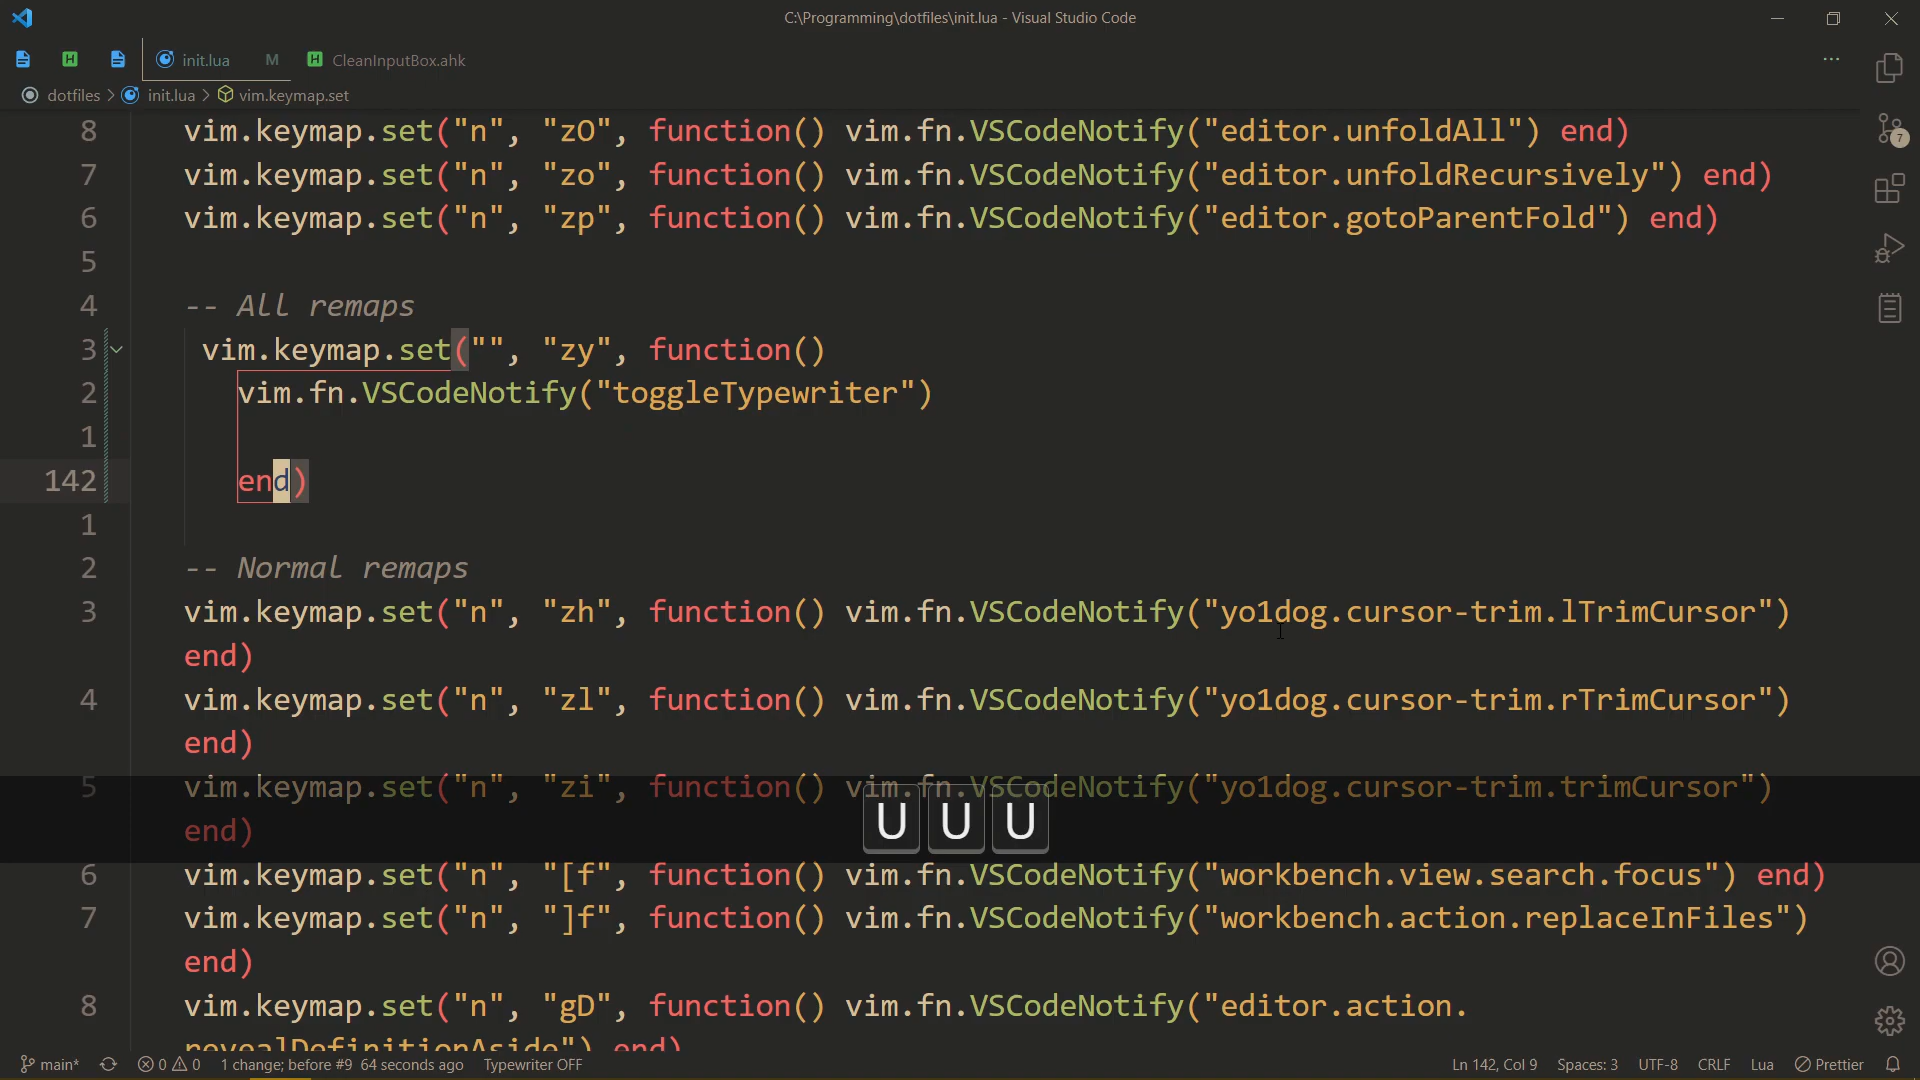 C:\Programming\dotfiles\init.lua - Visual Studio Code
H init.lua M H CleanInputBox.ahk ···
dotfiles > init.lua > vim.keymap.set
8 vim.keymap.set("n", "zO", function() vim.fn.VSCodeNotify("editor.unfoldAll") end)
7 vim.keymap.set("n", "zo", function() vim.fn.VSCodeNotify("editor.unfoldRecursively") end)
6 vim.keymap.set("n", "zp", function() vim.fn.VSCodeNotify("editor.gotoParentFold") end)
5
4 -- All remaps
3 vim.keymap.set("", "zy", function()
2 vim.fn.VSCodeNotify("toggleTypewriter")
1
142 end)
1
2 -- Normal remaps
3 vim.keymap.set("n", "zh", function() vim.fn.VSCodeNotify("yo1dog.cursor-trim.lTrimCursor")
end)
4 vim.keymap.set("n", "zl", function() vim.fn.VSCodeNotify("yo1dog.cursor-trim.rTrimCursor")
end)
5 vim.keymap.set("n", "zi", function() vim.fn.VSCodeNotify("yo1dog.cursor-trim.trimCursor")
end)
U U U
6 vim.keymap.set("n", "[f", function() vim.fn.VSCodeNotify("workbench.view.search.focus") end)
7 vim.keymap.set("n", "]f", function() vim.fn.VSCodeNotify("workbench.action.replaceInFiles")
end)
8 vim.keymap.set("n", "gD", function() vim.fn.VSCodeNotify("editor.action.
revealDefinitionAside") end)
main* 0 0 1 change; before #9 64 seconds ago Typewriter OFF Ln 142, Col 9 Spaces: 3 UTF-8 CRLF Lua Prettier
7